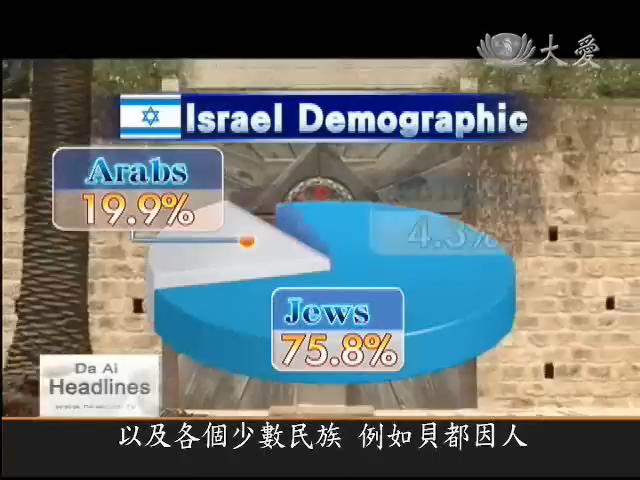 大愛
Israel Demographic
Arabs
19.9%
4.3%
Jews
75.8%
Da Ai
Headlines
以及各個少數民族 例如貝都因人